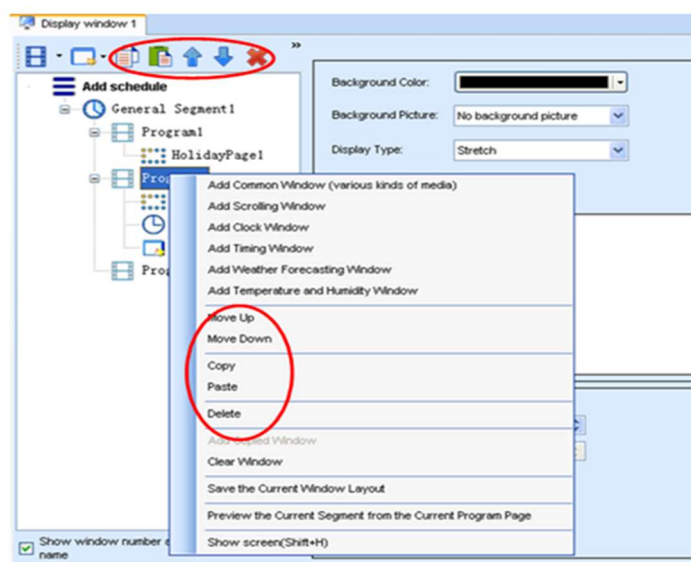 Display window 1
»
Add schedule
General Segment1
Program1
HolidayPage1
Prog
Prog
Background Color:
Background Picture: No background picture
Display Type: Stretch
Add Common Window (various kinds of media)
Add Scrolling Window
Add Clock Window
Add Timing Window
Add Weather Forecasting Window
Add Temperature and Humidity Window
Move Up
Move Down
Copy
Paste
Delete
Add Copied Window
Clear Window
Save the Current Window Layout
Preview the Current Segment from the Current Program Page
Show screen(Shift+H)
Show window number
name